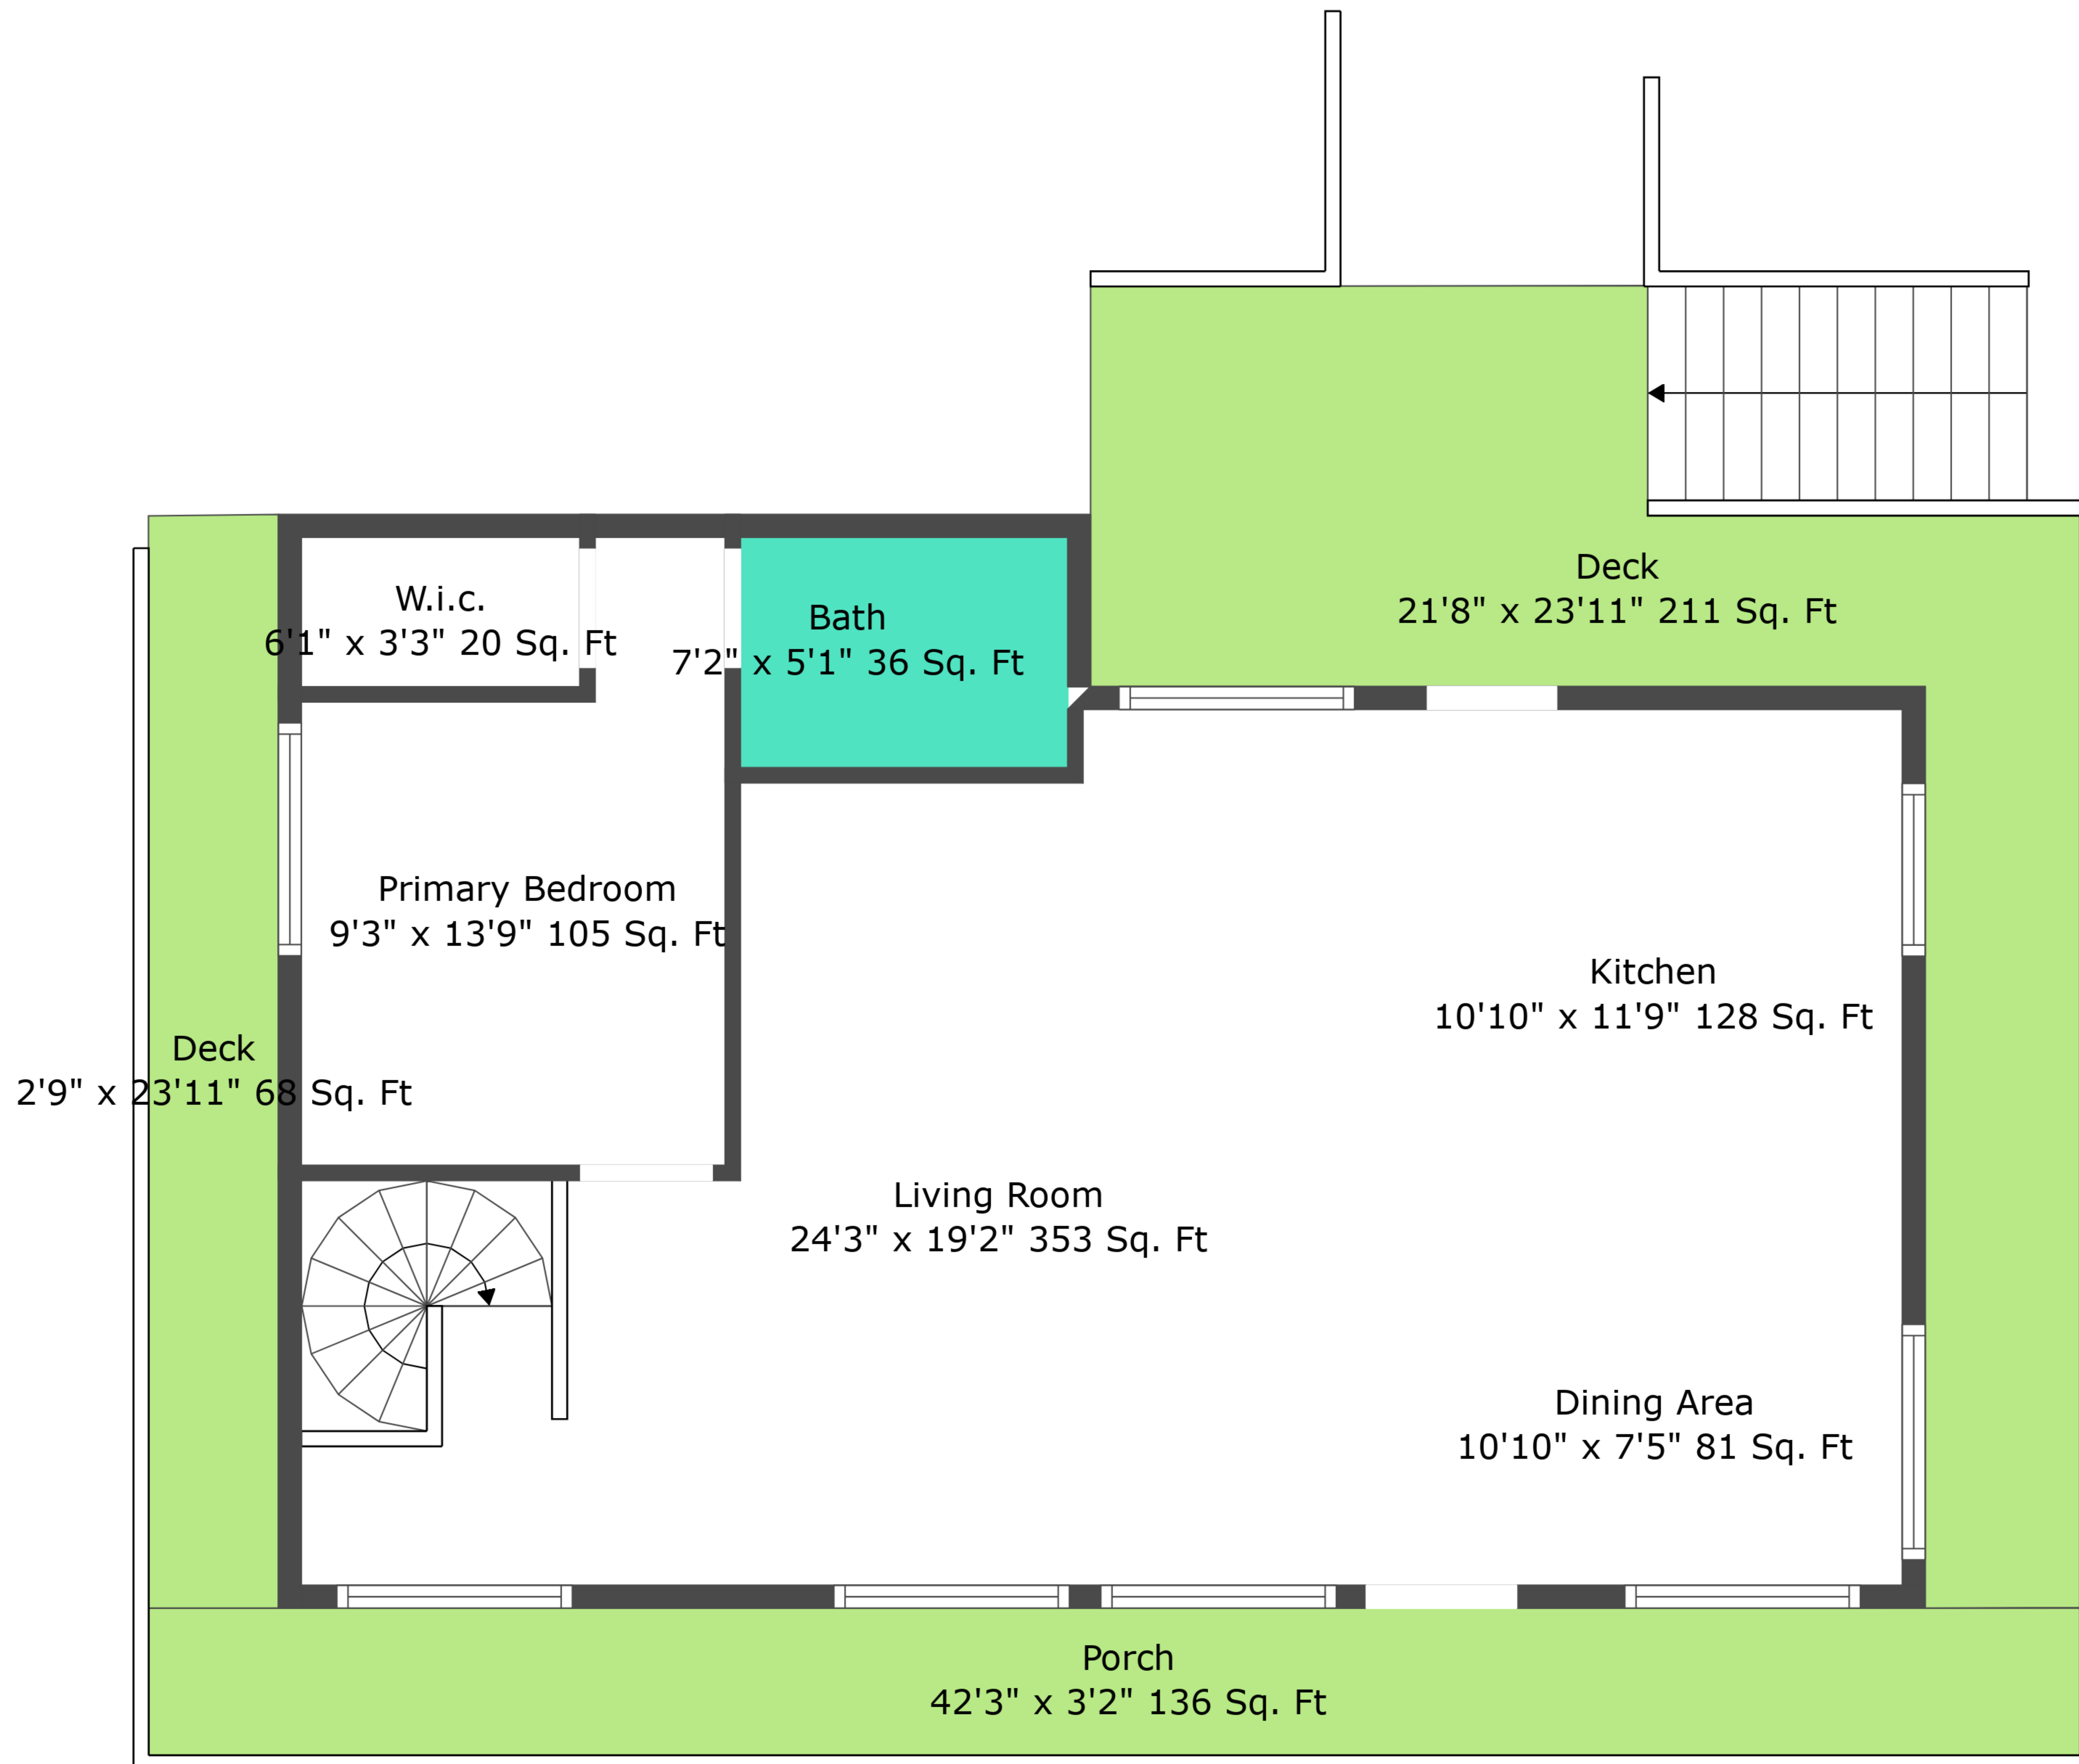 Deck
21'8" x 23'11" 211 Sq. Ft
W.i.c.
6'1" x 3'3" 20 Sq. Ft
Bath
7'2" x 5'1" 36 Sq. Ft
Primary Bedroom
9'3" x 13'9" 105 Sq. Ft
Kitchen
10'10" x 11'9" 128 Sq. Ft
Deck
2'9" x 23'11" 68 Sq. Ft
Living Room
24'3" x 19'2" 353 Sq. Ft
Dining Area
10'10" x 7'5" 81 Sq. Ft
Porch
42'3" x 3'2" 136 Sq. Ft